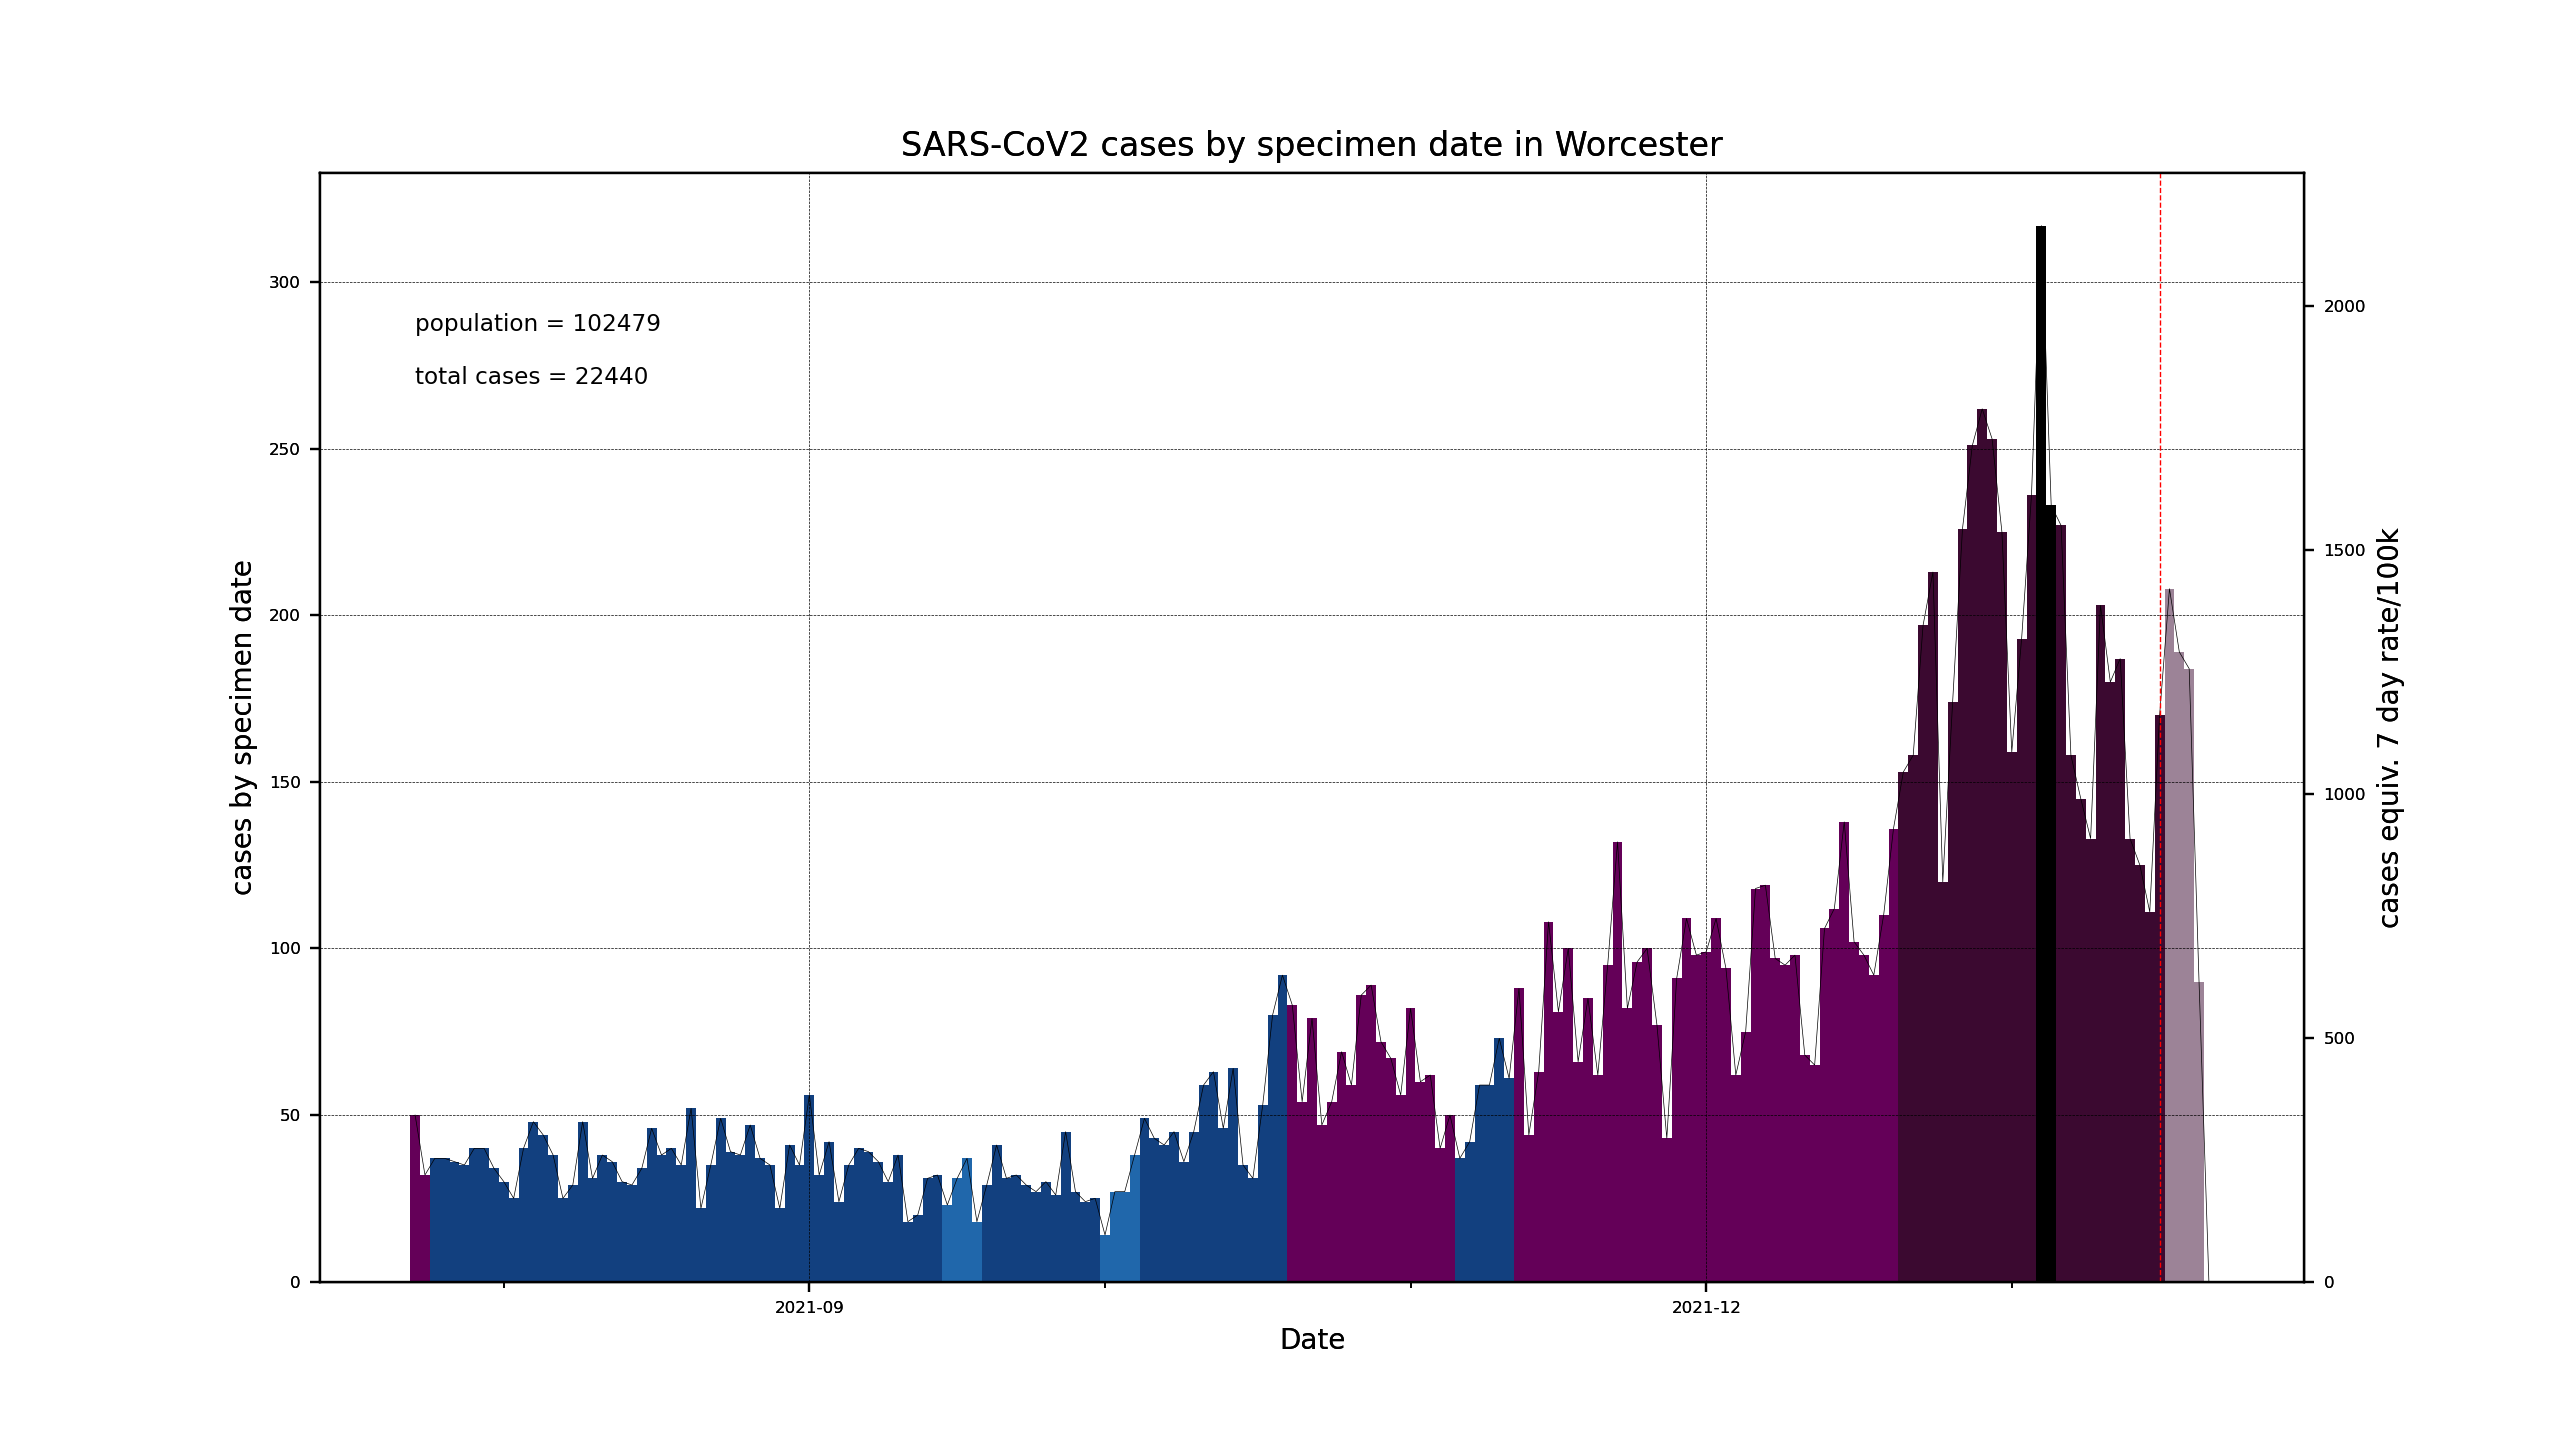 SARS-CoV2 cases by specimen date in Worcester
300
250
200
150
100
50
0
cases by specimen date
population = 102479
total cases = 22440
2000
1500
1000
500
0
cases equiv. 7 day rate/100k
2021-09
2021-12
Date